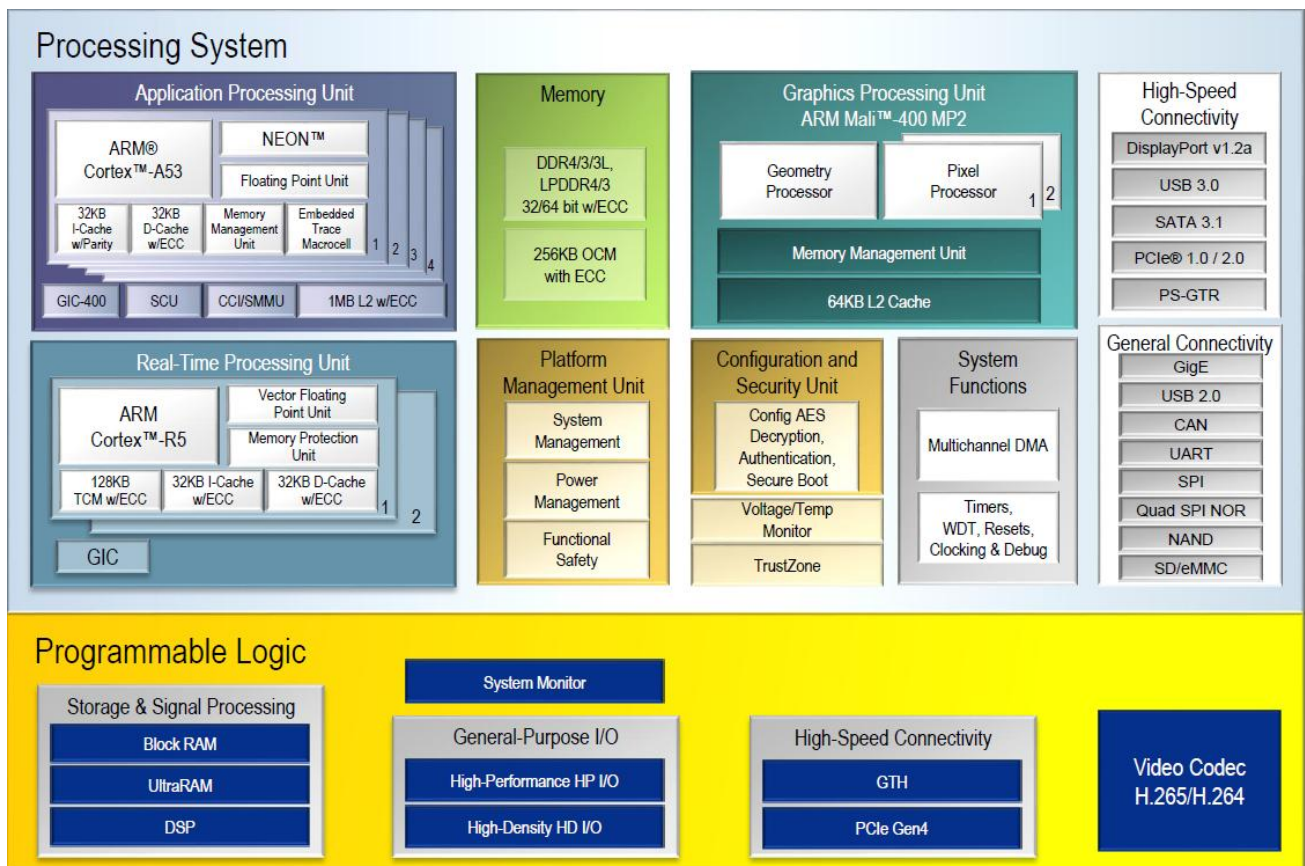 Processing System
Application Processing Unit
ARM®
Cortex™-A53
NEON™
Floating Point Unit
32KB
I-Cache
w/Parity
32KB
D-Cache
w/ECC
Memory
Management
Unit
Embedded
Trace
Macrocell
1
2
3
4
GIC-400
SCU
CCI/SMMU
1MB L2 w/ECC
Memory
DDR4/3/3L,
LPDDR4/3
32/64 bit w/ECC
256KB OCM
with ECC
Graphics Processing Unit
ARM Mali™-400 MP2
Geometry
Processor
Pixel
Processor
1
2
Memory Management Unit
64KB L2 Cache
High-Speed
Connectivity
DisplayPort v1.2a
USB 3.0
SATA 3.1
PCIe® 1.0 / 2.0
PS-GTR
Real-Time Processing Unit
ARM
Cortex™-R5
Vector Floating
Point Unit
Memory Protection
Unit
128KB
TCM w/ECC
32KB I-Cache
w/ECC
32KB D-Cache
w/ECC
1
2
GIC
Platform
Management Unit
System
Management
Power
Management
Functional
Safety
Configuration and
Security Unit
Config AES
Decryption,
Authentication,
Secure Boot
Voltage/Temp
Monitor
TrustZone
System
Functions
Multichannel DMA
Timers,
WDT, Resets,
Clocking & Debug
General Connectivity
GigE
USB 2.0
CAN
UART
SPI
Quad SPI NOR
NAND
SD/eMMC
Programmable Logic
Storage & Signal Processing
Block RAM
UltraRAM
DSP
System Monitor
General-Purpose I/O
High-Performance HP I/O
High-Density HD I/O
High-Speed Connectivity
GTH
PCIe Gen4
Video Codec
H.265/H.264